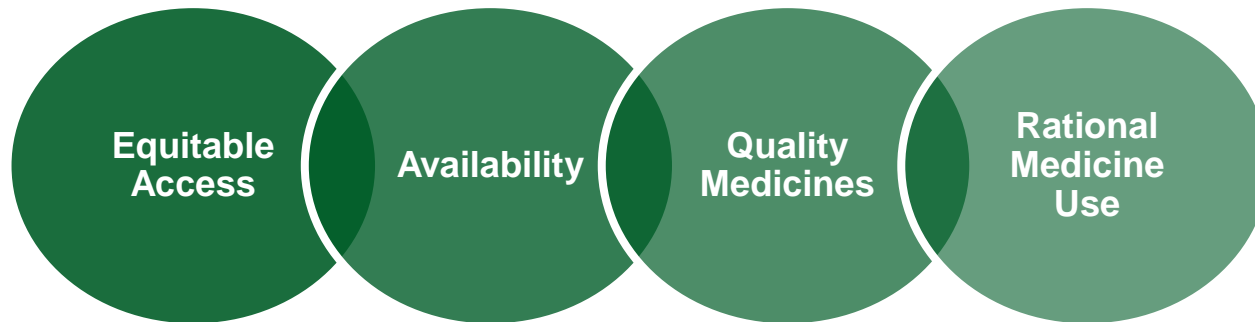 Equitable
Access
Availability
Quality
Medicines
Rational
Medicine
Use